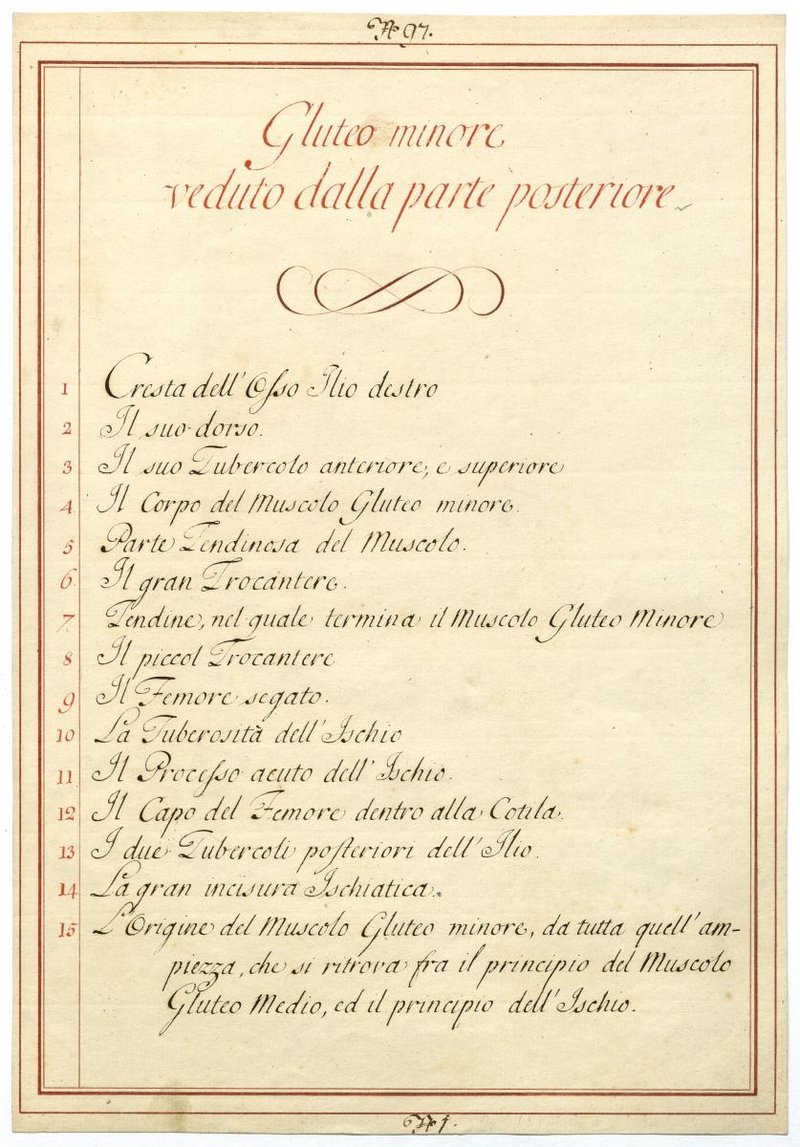 Nº 97.
Gluteo minore
veduto dalla parte posteriore
1 Cresta dell' Osso Ilio destro
2 Il suo dorso.
3 Il suo Tubercolo anteriore, e superiore
4 Il Corpo del Muscolo Gluteo minore.
5 Parte Tendinosa del Muscolo.
6 Il gran Trocantere.
7 Tendine, nel quale termina il Muscolo Gluteo Minore
8 Il piccol Trocantere
9 Il Femore segato.
10 La Tuberosità dell' Ischio
11 Il Processo acuto dell' Ischio.
12 Il Capo del Femore dentro alla Cotila.
13 I due Tubercoli posteriori dell' Ilio.
14 La gran incisura Ischiatica.
15 L'Origine del Muscolo Gluteo minore, da tutta quell' am-
piezza, che si ritrova fra il principio del Muscolo
Gluteo Medio, ed il principio dell' Ischio.
Nº 1.